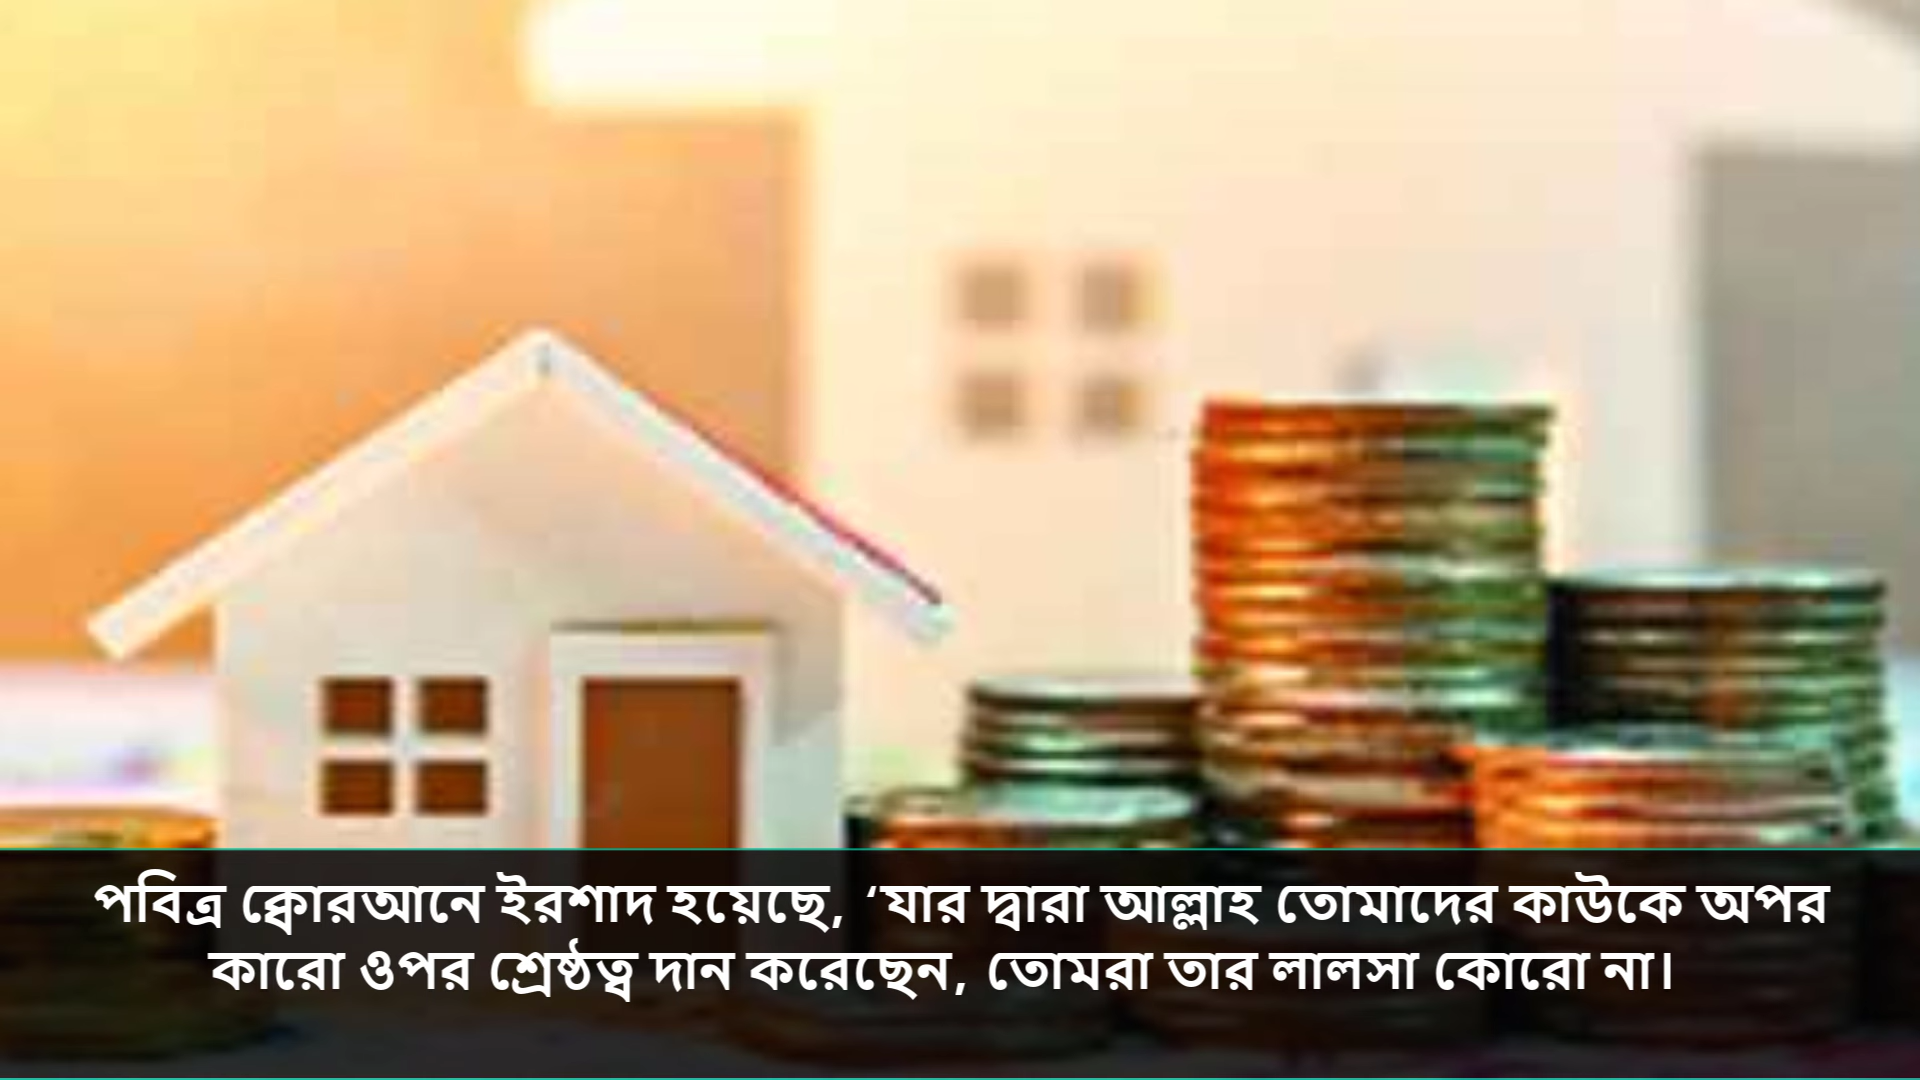 পবিত্র ক্বোরআনে ইরশাদ হয়েছে, ‘যার দ্বারা আল্লাহ তোমাদের কাউকে অপর
কারো ওপর শ্রেষ্ঠত্ব দান করেছেন, তোমরা তার লালসা কোরো না।